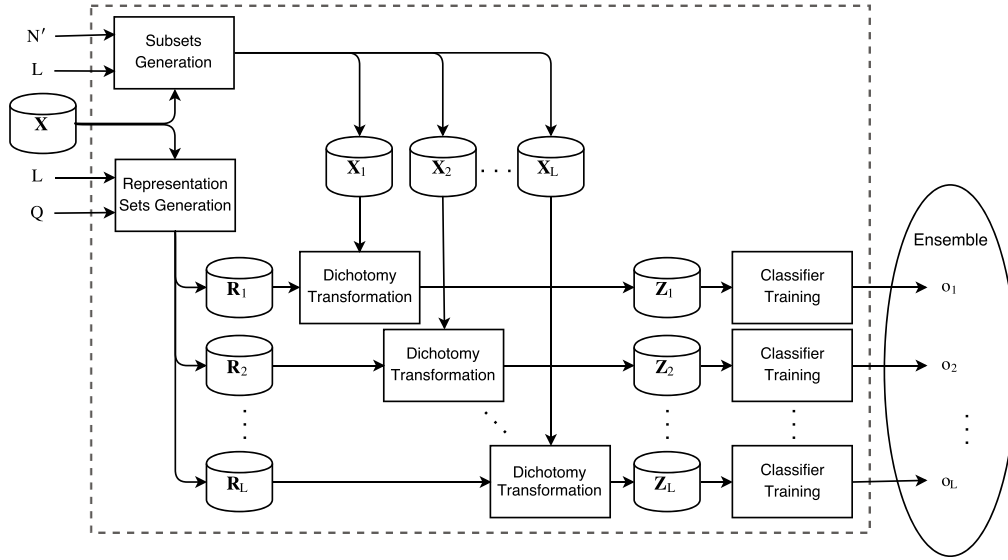 N′
Subsets
Generation
L
X
L
Representation
Sets Generation
Q
X1
X2
. . .
XL
Ensemble
R1
Dichotomy
Transformation
Z1
Classifier
Training
o1
R2
Dichotomy
Transformation
Z2
Classifier
Training
o2
RL
Dichotomy
Transformation
ZL
Classifier
Training
oL